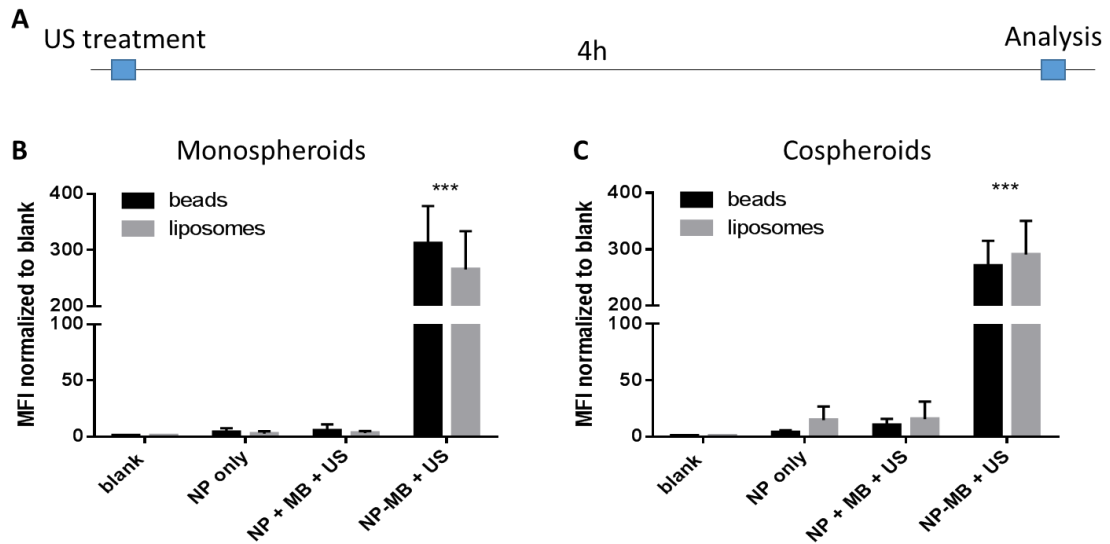 A
US treatment
4h
Analysis
B
Monospheroids
MFI normalized to blank
400
300
200
100
50
0
beads
liposomes
***
blank
NP only
NP + MB + US
NP-MB + US
C
Cospheroids
MFI normalized to blank
400
300
200
100
50
0
beads
liposomes
***
blank
NP only
NP + MB + US
NP-MB + US